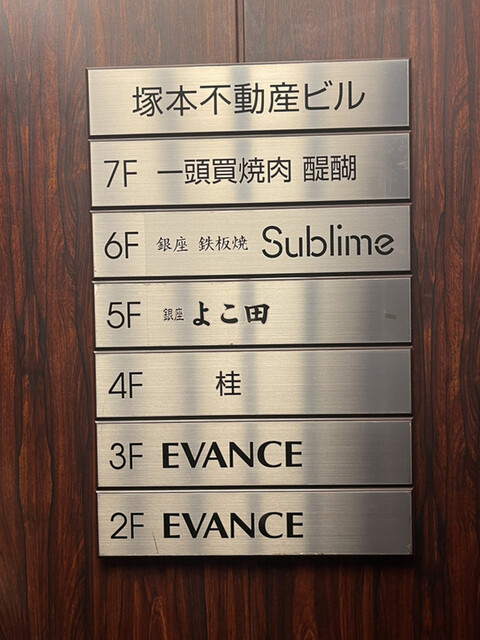 塚本不動産ビル
7F 一頭買焼肉 醍醐
6F 銀座 鉄板焼 Sublime
5F 銀座 よこ田
4F 桂
3F EVANCE
2F EVANCE